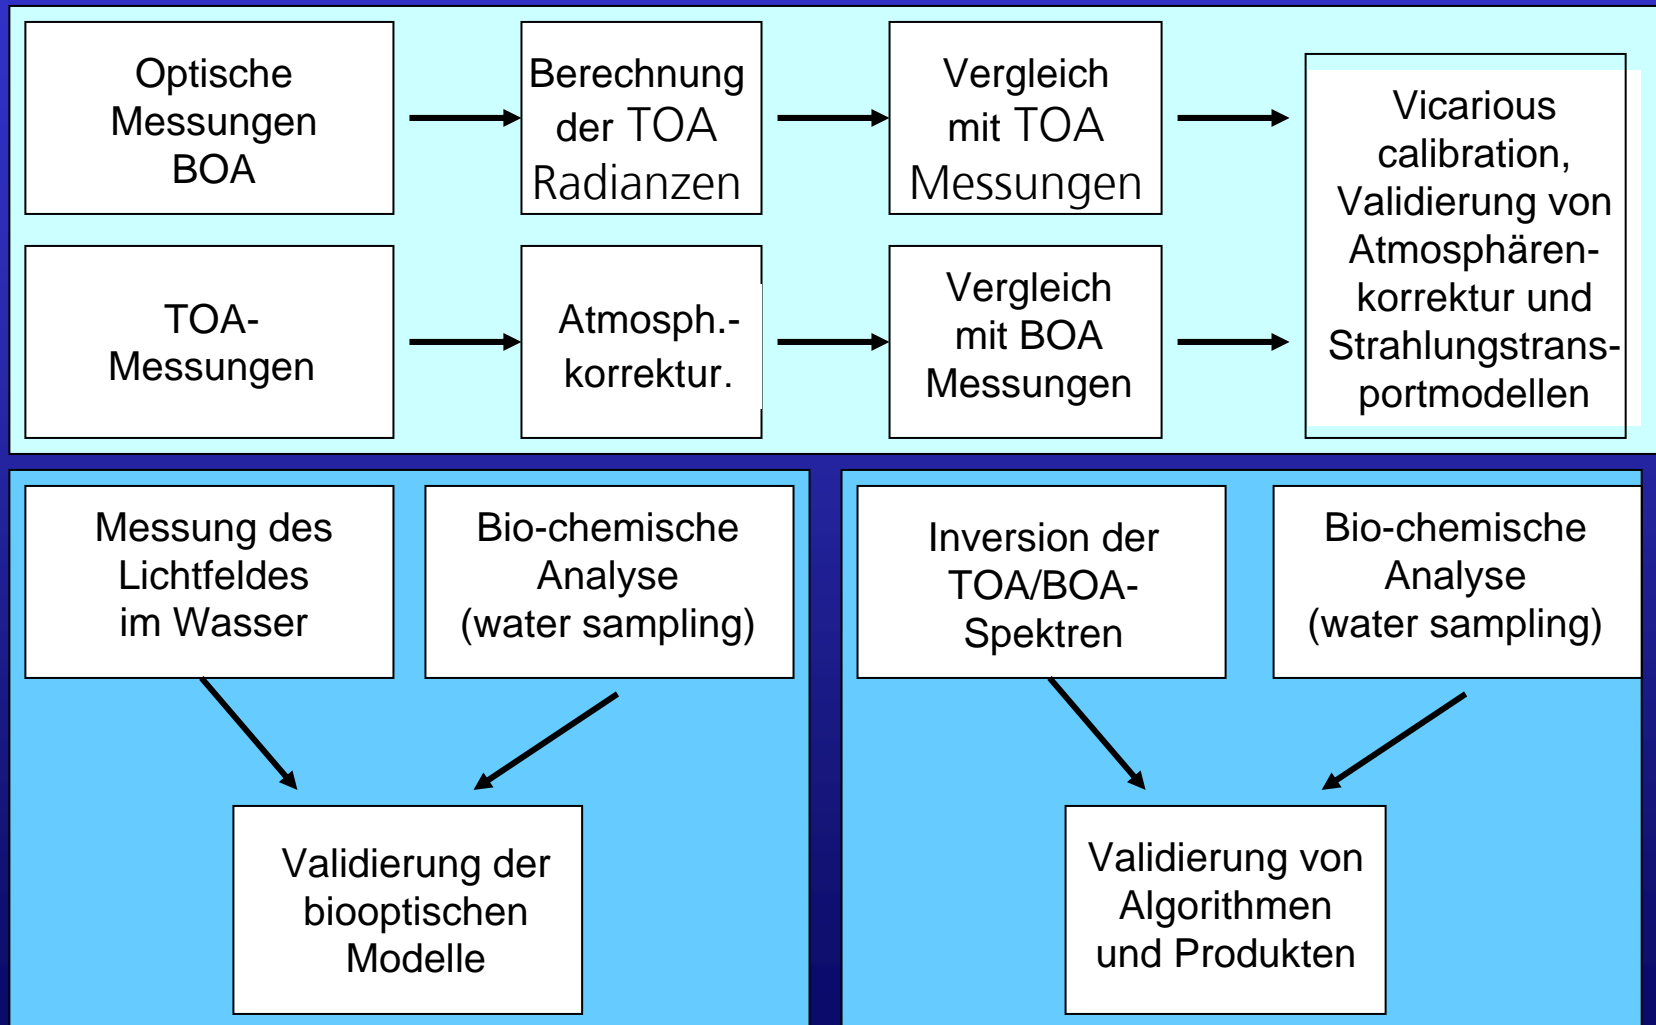 Optische
Messungen
BOA
Berechnung
der TOA
Radianzen
Vergleich
mit TOA
Messungen
Vicarious
calibration,
Validierung von
Atmosphären-
korrektur und
Strahlungstrans-
portmodellen
TOA-
Messungen
Atmosph.-
korrektur.
Vergleich
mit BOA
Messungen
Messung des
Lichtfeldes
im Wasser
Bio-chemische
Analyse
(water sampling)
Validierung der
biooptischen
Modelle
Inversion der
TOA/BOA-
Spektren
Bio-chemische
Analyse
(water sampling)
Validierung von
Algorithmen
und Produkten